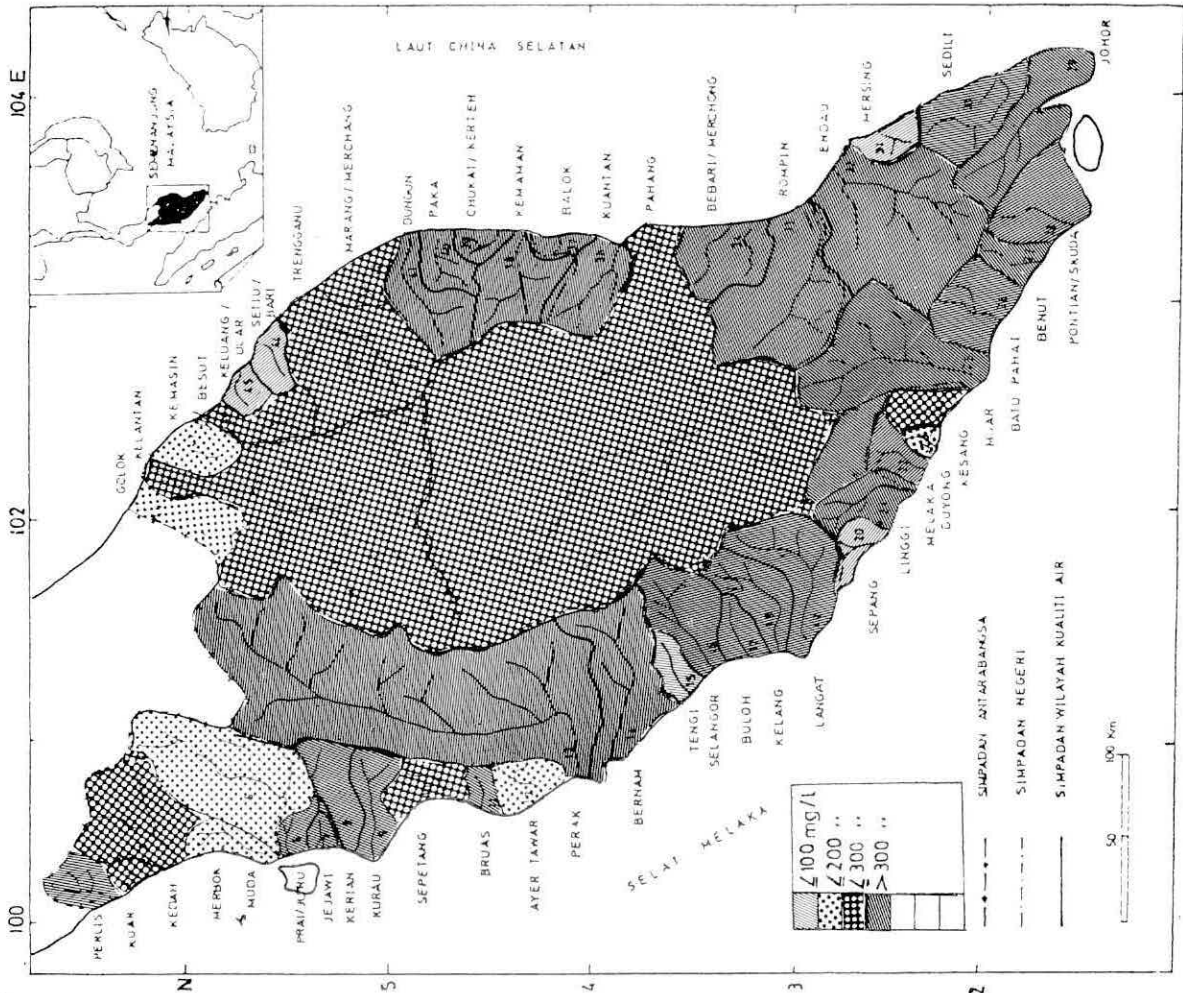 104 E
102
100
N
5
4
3
2
SEMENANJUNG
MALAYSIA
LAUT CHINA SELATAN
GOLOK
KELANTAN
KEMASIN
BESUT
KELUANG/
ULAR
SETIU/
BARI
TRENGGANU
MARANG/MERCHANG
DUNGUN
PAKA
CHUKAI/KERTEH
KEMAMAN
BALOK
KUANTAN
PAHANG
BEBARI/MERCHONG
ROMPIN
ENDAU
MERSING
SEDILI
JOHOR
PERLIS
KUAH
KEDAH
MERBOK
MUDA
PRAI/JURU
JEJAWI
KERIAN
KURAU
SEPETANG
BRUAS
AYER TAWAR
PERAK
BERNAM
TENGI
SELANGOR
BULOH
KELANG
LANGAT
SEPANG
LINGGI
MELAKA
DUYONG
KESANG
MUAR
BATU PAHAT
BENUT
PONTIAN/SKUDAI
SELAT MELAKA
∠100 mg/l
∠200 ,,
∠300 ,,
>300 ,,
SIMPADAN ANTARABANGSA
SIMPADAN NEGERI
SIMPADAN WILAYAH KUALITI AIR
50
100 Km